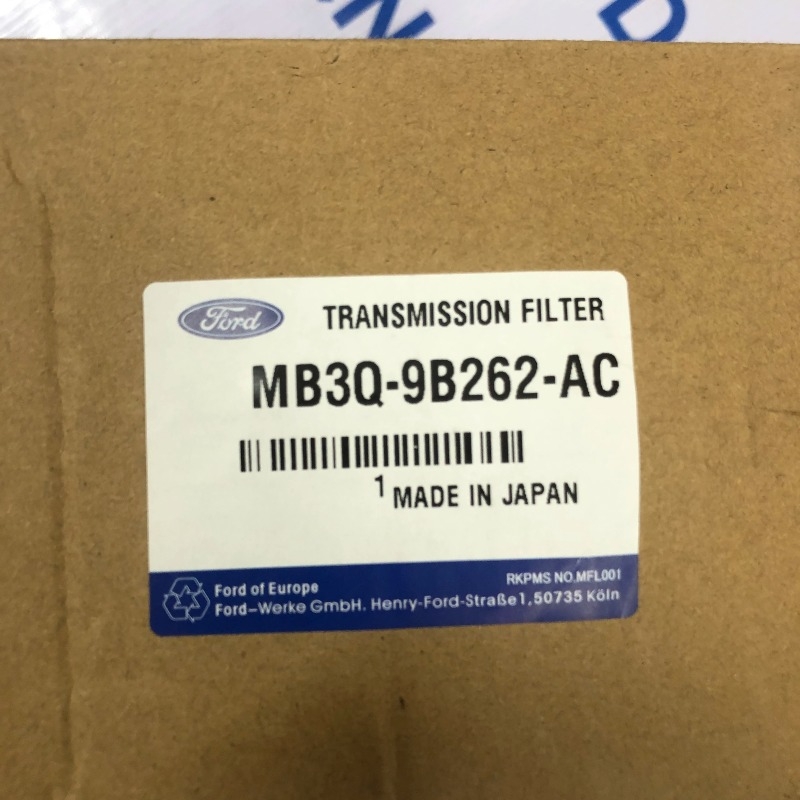 Ford
TRANSMISSION FILTER
MB3Q-9B262-AC
1 MADE IN JAPAN
RKPMS NO.MFL001
Ford of Europe
Ford-Werke GmbH. Henry-Ford-Straße1,50735 Köln